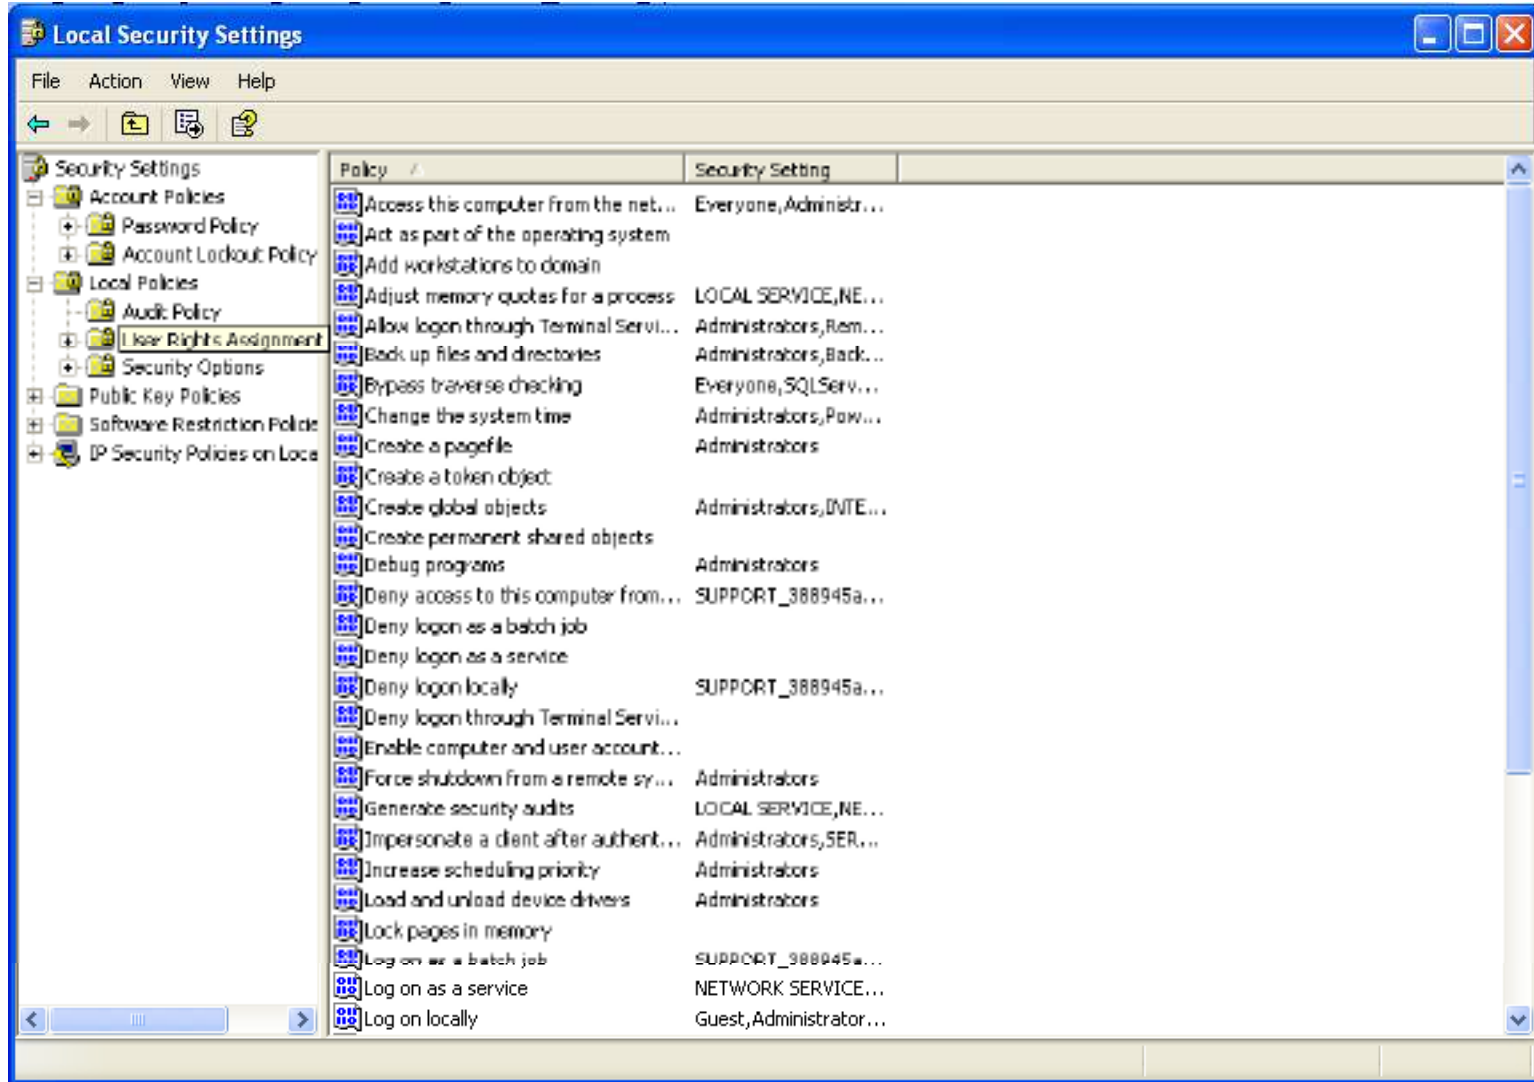 Local Security Settings
File Action View Help
Security Settings
Account Policies
Password Policy
Account Lockout Policy
Local Policies
Audit Policy
User Rights Assignment
Security Options
Public Key Policies
Software Restriction Policie
IP Security Policies on Loca
Policy Security Setting
Access this computer from the net... Everyone,Administr...
Act as part of the operating system
Add workstations to domain
Adjust memory quotas for a process LOCAL SERVICE,NE...
Allow logon through Terminal Servi... Administrators,Rem...
Back up files and directories Administrators,Back...
Bypass traverse checking Everyone,SQLServ...
Change the system time Administrators,Pow...
Create a pagefile Administrators
Create a token object
Create global objects Administrators,INTE...
Create permanent shared objects
Debug programs Administrators
Deny access to this computer from... SUPPORT_388945a...
Deny logon as a batch job
Deny logon as a service
Deny logon locally SUPPORT_388945a...
Deny logon through Terminal Servi...
Enable computer and user account...
Force shutdown from a remote sy... Administrators
Generate security audits LOCAL SERVICE,NE...
Impersonate a client after authent... Administrators,SER...
Increase scheduling priority Administrators
Load and unload device drivers Administrators
Lock pages in memory
Log on as a batch job SUPPORT_388945a...
Log on as a service NETWORK SERVICE...
Log on locally Guest,Administrator...